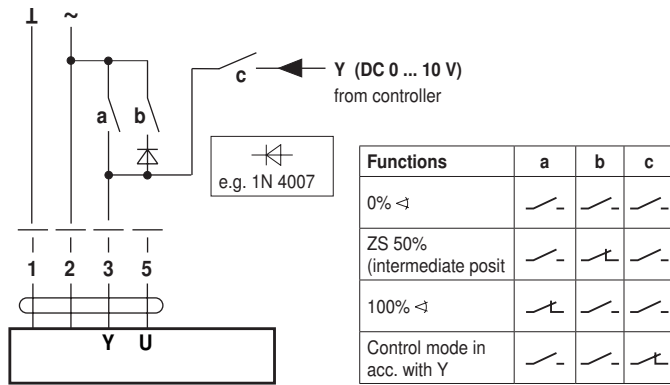 ⊥ ~
a b c Y (DC 0 ... 10 V)
from controller
e.g. 1N 4007
1 2 3 5
Y U
Functions a b c
0% ∢
ZS 50%
(intermediate posit
100% ∢
Control mode in
acc. with Y